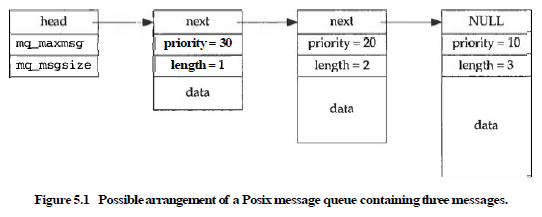 head
mq_maxmsg
mq_msgsize
next
priority = 30
length = 1
data
next
priority = 20
length = 2
data
NULL
priority = 10
length = 3
data
Figure 5.1 Possible arrangement of a Posix message queue containing three messages.